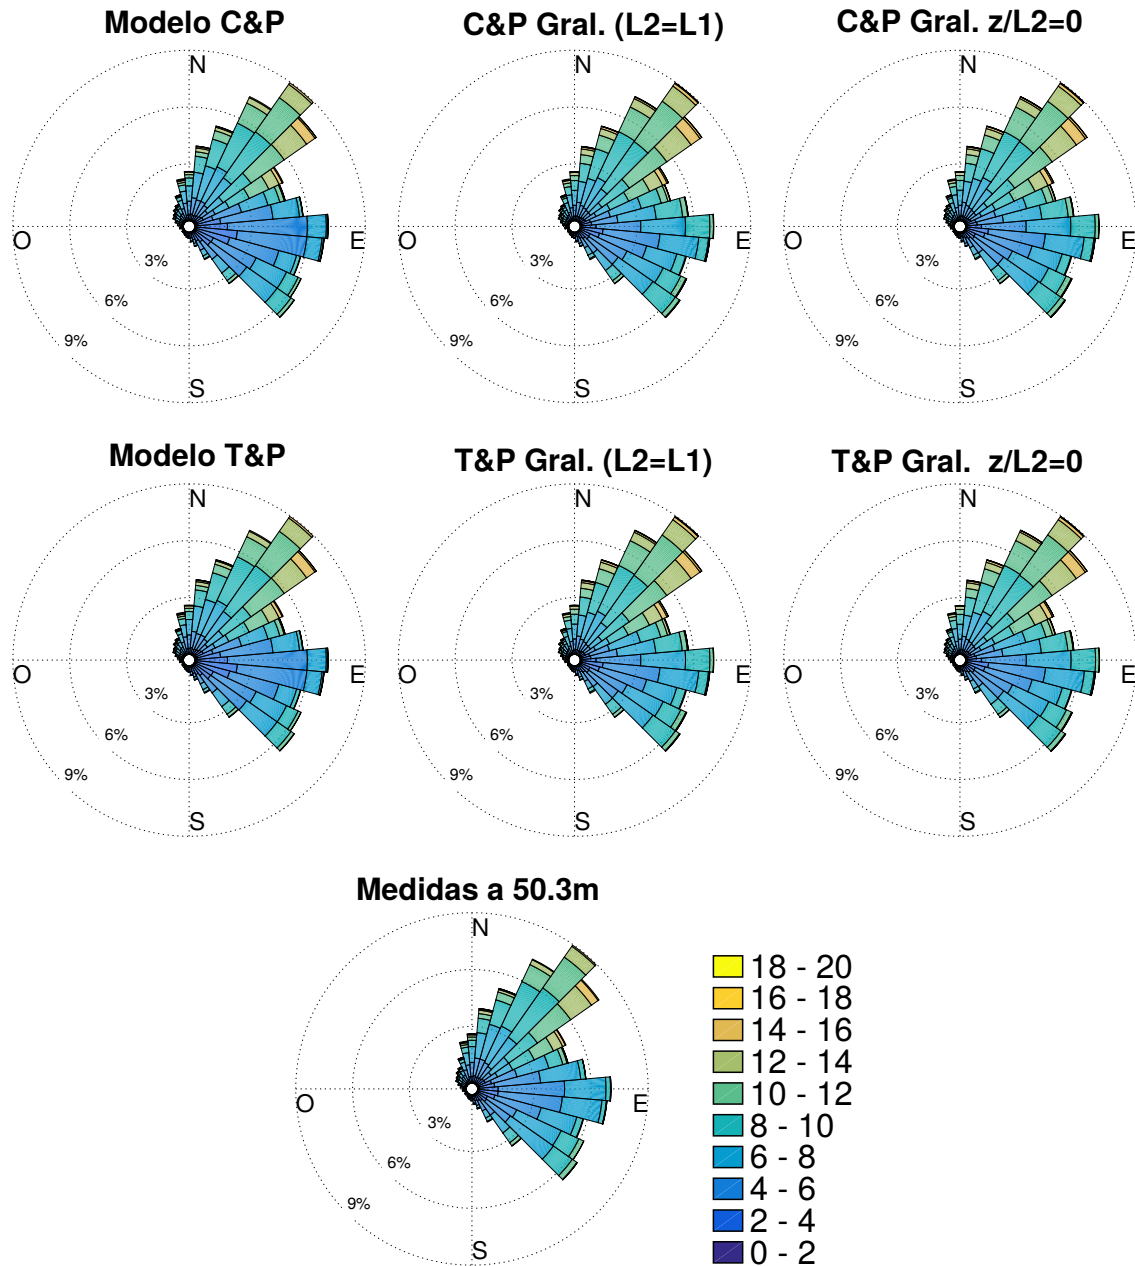 Modelo C&P
C&P Gral. (L2=L1)
C&P Gral. z/L2=0
N
N
N
O
E
O
E
O
E
3%
3%
3%
6%
6%
6%
9%
9%
9%
S
S
S
Modelo T&P
T&P Gral. (L2=L1)
T&P Gral. z/L2=0
N
N
N
O
E
O
E
O
E
3%
3%
3%
6%
6%
6%
9%
9%
9%
S
S
S
Medidas a 50.3m
N
O
E
3%
6%
9%
S
18 - 20
16 - 18
14 - 16
12 - 14
10 - 12
8 - 10
6 - 8
4 - 6
2 - 4
0 - 2